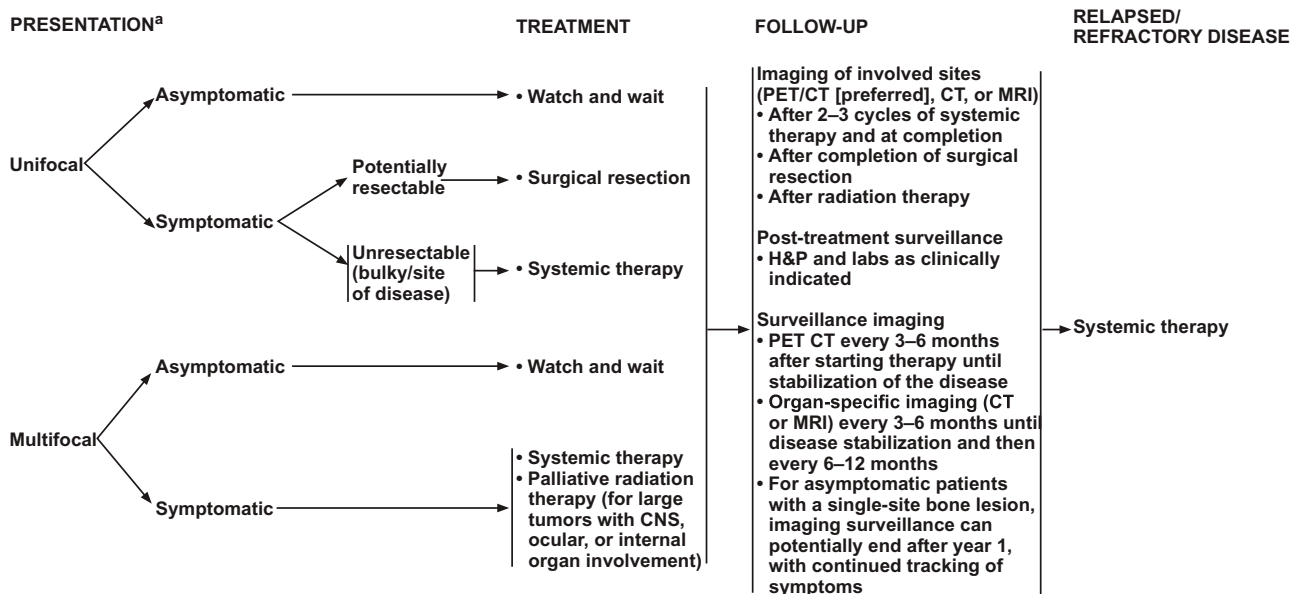 PRESENTATIONa
TREATMENT
FOLLOW-UP
RELAPSED/
REFRACTORY DISEASE
Unifocal
Asymptomatic
• Watch and wait
Symptomatic
Potentially
resectable
• Surgical resection
Unresectable
(bulky/site
of disease)
• Systemic therapy
Multifocal
Asymptomatic
• Watch and wait
Symptomatic
• Systemic therapy
• Palliative radiation
therapy (for large
tumors with CNS,
ocular, or internal
organ involvement)
Imaging of involved sites
(PET/CT [preferred], CT, or MRI)
• After 2–3 cycles of systemic
therapy and at completion
• After completion of surgical
resection
• After radiation therapy
Post-treatment surveillance
• H&P and labs as clinically
indicated
Surveillance imaging
• PET CT every 3–6 months
after starting therapy until
stabilization of the disease
• Organ-specific imaging (CT
or MRI) every 3–6 months until
disease stabilization and then
every 6–12 months
• For asymptomatic patients
with a single-site bone lesion,
imaging surveillance can
potentially end after year 1,
with continued tracking of
symptoms
Systemic therapy